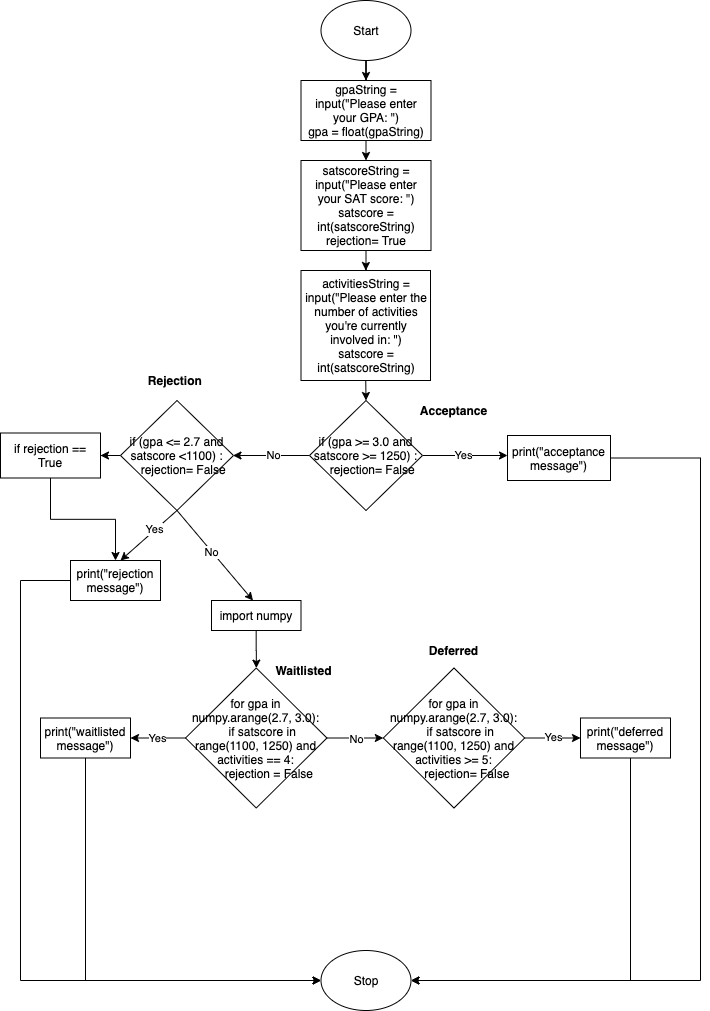 Start
gpaString =
input("Please enter
your GPA: ")
gpa = float(gpaString)
satscoreString =
input("Please enter
your SAT score: ")
satscore =
int(satscoreString)
rejection= True
activitiesString =
input("Please enter the
number of activities
you're currently
involved in: ")
satscore =
int(satscoreString)
Rejection
Acceptance
if rejection ==
True
if (gpa <= 2.7 and
satscore <1100) :
rejection= False
No
if (gpa >= 3.0 and
satscore >= 1250) :
rejection= False
Yes
print("acceptance
message")
Yes
No
print("rejection
message")
import numpy
Waitlisted
Deferred
print("waitlisted
message")
Yes
for gpa in
numpy.arange(2.7, 3.0):
if satscore in
range(1100, 1250) and
activities == 4:
rejection = False
No
for gpa in
numpy.arange(2.7, 3.0):
if satscore in
range(1100, 1250) and
activities >= 5:
rejection= False
Yes
print("deferred
message")
Stop